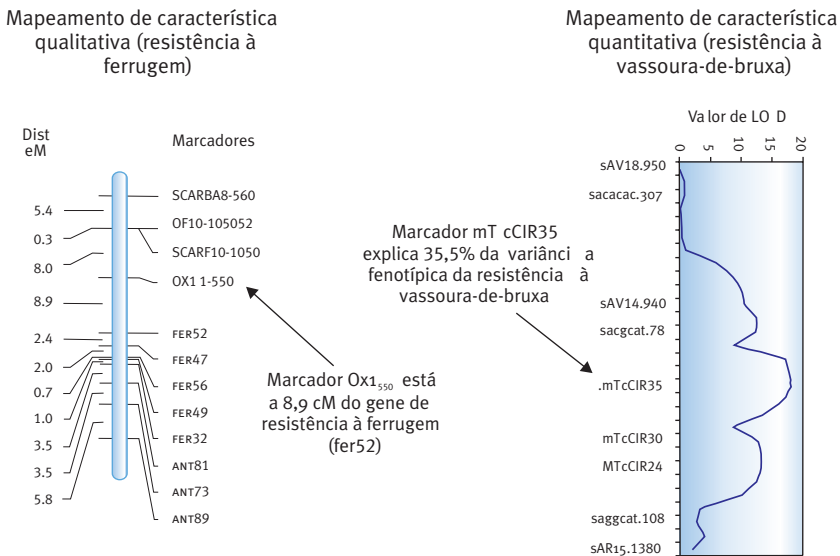 Mapeamento de característica
qualitativa (resistência à
ferrugem)
Dist
eM
Marcadores
5.4
0.3
8.0
8.9
2.4
2.0
0.7
1.0
3.5
3.5
5.8
SCARBA8-560
OF10-105052
SCARF10-1050
OX1 1-550
FER52
FER47
FER56
FER49
FER32
ANT81
ANT73
ANT89
Marcador Ox1₅₅₀ está
a 8,9 cM do gene de
resistência à ferrugem
(fer52)
Mapeamento de característica
quantitativa (resistência à
vassoura-de-bruxa)
Marcador mT cCIR35
explica 35,5% da variânci a
fenotípica da resistência à
vassoura-de-bruxa
Va lor de LO D
0 5 10 15 20
sAV18.950
sacacac.307
sAV14.940
sacgcat.78
.mTcCIR35
mTcCIR30
MTcCIR24
saggcat.108
sAR15.1380